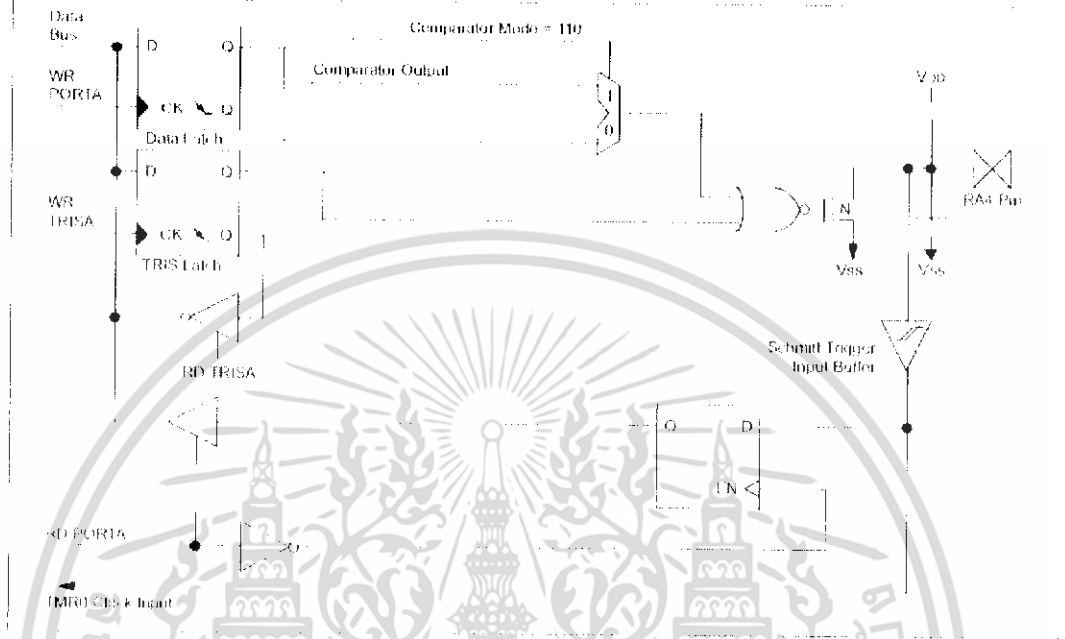 Data
Bus
D Q
Comparator Mode = 110
WR
PORTA
Comparator Output
1
0
VDD
CK Q
Data Latch
D Q
WR
TRISA
CK Q
TRIS Latch
N
RA4 Pin
Vss
Vss
RD TRISA
Schmitt Trigger
Input Buffer
Q D
EN
RD PORTA
TMR0 Clock Input